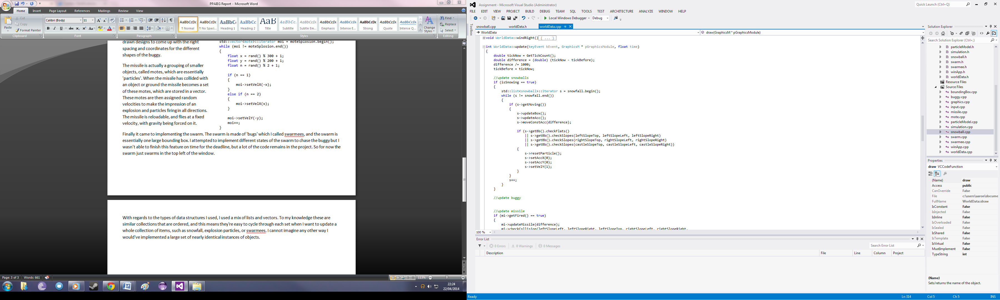 PPAIEG Report - Microsoft Word
Home Insert Page Layout References Mailings Review View
Paste
Cut
Copy
Format Painter
Clipboard
Calibri (Body) 11
Font
Paragraph
AaBbCcDc AaBbCcDc AaBbC AaBbCc AaB AaBbCc. AaBbCcDc AaBbCcDc AaBbCcDc AaBbCcDc AaBbCcDc AaBbCcDc
¶ Normal ¶ No Spaci... Heading 1 Heading 2 Title Subtitle Subtle Em... Emphasis Intense E... Strong Quote Intense Q...
Change Styles
Styles
Find
Replace
Select
Editing
drawn designs to come up with the right
spacing and coordinates for the different
shapes of the buggy.
The missile is actually a grouping of smaller
objects, called motes, which are essentially
'particles'. When the missile has collided with
an object or ground the missile becomes a set
of these motes, which are stored in a vector.
These motes are then assigned random
velocities to make the impression of an
explosion and particles firing in all directions.
The missile is reloadable, and flies at a fixed
velocity, with gravity being forced on it.
std::vector<mote>::iterator moi = moteSplosion.begin();
while (moi != moteSplosion.end())
{
float x = rand() % 300 + 1;
float y = rand() % 200 + 1;
float n = rand() % 2 + 1;
if (n == 1)
{
moi->setVelX(-x);
}
else if (n == 2)
{
moi->setVelX(x);
}
moi->setVelY(-y);
moi++;
}
Finally it came to implementing the swarm. The swarm is made of 'bugs' which I called swarmees, and the swarm is
essentially one large bounding box. I attempted to implement different states of the swarm to chase the buggy but I
wasn't able to finish this feature on time for the deadline, but a lot of the code remains in the project. So for now the
swarm just swarms in the top left of the window.
With regards to the types of data structures I used, I used a mix of lists and vectors. To my knowledge these are
similar collections that are ordered, and this means they're easy to cycle through each set when I want to update a
whole collection of items, such as snowfall, explosion particles, or swarmees. I cannot imagine any other way I
would've implemented a large set of nearly identical instances of objects.
Page: 3 of 3 Words: 661
113%
22:24
22/04/2014
Assignment - Microsoft Visual Studio (Administrator)
Quick Launch (Ctrl+Q)
FILE EDIT VIEW PROJECT BUILD DEBUG TEAM SQL TOOLS TEST ARCHITECTURE ANALYZE WINDOW HELP
Local Windows Debugger Debug
Toolbox
snowball.cpp worldData.h worldData.cpp
WorldData draw(GraphicsM * pGraphicsModule)
void WorldData::windRight(){ ... }
int WorldData::update(keyEvent kEvent, GraphicsM * pGraphicsModule, float time)
{
double tickNow = GetTickCount();
double difference = (double) (tickNow - tickBefore);
difference /= 1000;
tickBefore = tickNow;
//update snowballs
if (isSnowing == true)
{
std::list<snowball>::iterator s = snowfall.begin();
while (s != snowfall.end())
{
if (s->getMoving())
{
s->updateBox();
s->updateAcc();
s->moveConstAcc(difference);
if (s->getBb().checkFlats()
|| s->getBb().checkSlopes(leftSlopeTop, leftSlopeLeft, leftSlopeRight)
|| s->getBb().checkSlopes(rightSlopeTop, rightSlopeLeft, rightSlopeRight)
|| s->getBb().checkSlopes(castleSlopeTop, castleSlopeLeft, castleSlopeRight))
{
s->resetParticle();
s->setAccX(0);
s->setAccY(0);
s->setVelY(1);
}
}
s++;
}
}
//update buggy
//update missile
if (mi->getFired() == true)
{
mi->updateMissile(difference);
mi->checkCollision(leftSlopeLeft, leftSlopeRight, leftSlopeTop, rightSlopeLeft, rightSlopeRight,
100 %
Error List
0 Errors 0 Warnings 0 Messages
Search Error List
Description File Line Column Project
Solution Explorer
Search Solution Explorer (Ctrl+;)
particleModel.h
simulation.h
snowball.h
swarm.h
swarmee.h
winApp.h
worldData.h
Resource Files
Source Files
boundingBox.cpp
buggy.cpp
graphics.cpp
input.cpp
missile.cpp
mote.cpp
particleModel.cpp
simulation.cpp
snowball.cpp
swarm.cpp
swarmee.cpp
winApp.cpp
worldData.cpp
Properties
draw VCCodeFunction
(Name) draw
Access public
CanOverride False
File c:\users\aaron\docume
FullName WorldData::draw
IsConstant False
IsInjected False
IsInline False
IsOverloaded False
IsSealed False
IsShared False
IsTemplate False
IsVirtual False
MustImplement False
TypeString int
(Name)
Sets/returns the name of the object.
Ready Ln 314 Col 5 Ch 5 INS